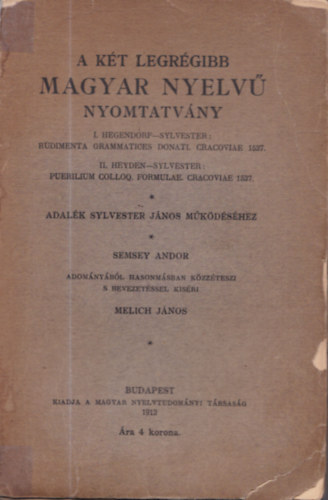 A KÉT LEGRÉGIBB
MAGYAR NYELVŰ
NYOMTATVÁNY
I. HEGENDORF—SYLVESTER:
RUDIMENTA GRAMMATICES DONATI. CRACOVIAE 1527.
II. HEYDEN—SYLVESTER:
PUERILIUM COLLOQ. FORMULAE. CRACOVIAE 1527.
*
ADALÉK SYLVESTER JÁNOS MŰKÖDÉSÉHEZ
*
SEMSEY ANDOR
ADOMÁNYÁBÓL HASONMÁSBAN KÖZZÉTESZI
S BEVEZETÉSSEL KISÉRI
MELICH JÁNOS
*
BUDAPEST
KIADJA A MAGYAR NYELVTUDOMÁNYI TÁRSASÁG
1912
Ára 4 korona.